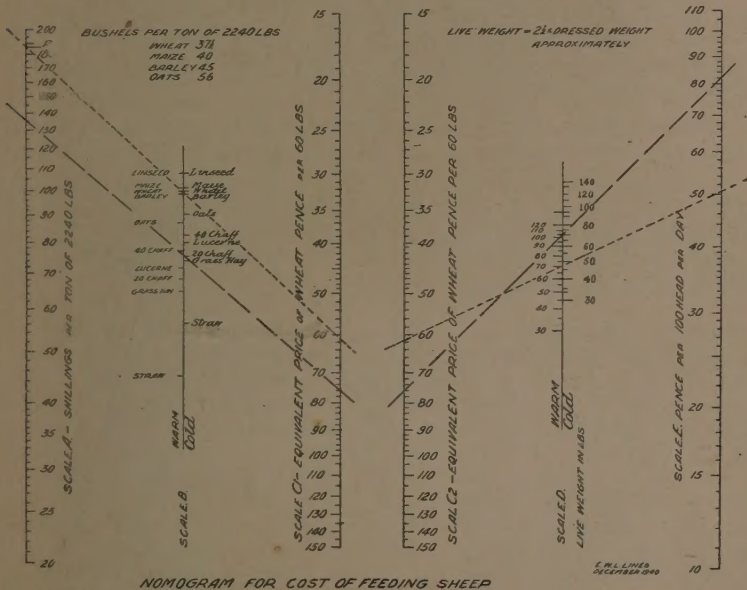 BUSHELS PER TON OF 2240 LBS
WHEAT 37½
MAIZE 40
BARLEY 45
OATS 56
LIVE WEIGHT = 2¼ × DRESSED WEIGHT
APPROXIMATELY
200
170
160
150
140
130
120
110
100
90
80
70
60
50
40
35
30
25
20
SCALE A - SHILLINGS PER TON OF 2240 LBS
LINSEED
MAIZE
WHEAT
BARLEY
OATS
40 CHAFF
LUCERNE
20 CHAFF
GRASS HAY
STRAW
Linseed
Maize
Wheat
Barley
Oats
40 Chaff
Lucerne
20 Chaff
Grass Hay
Straw
WARM
Cold
SCALE B.
15
20
25
30
35
40
50
60
70
80
90
100
110
120
130
140
150
SCALE C1 - EQUIVALENT PRICE OF WHEAT PENCE PER 60 LBS
15
20
25
30
35
40
50
60
70
80
90
100
110
120
130
140
150
SCALE C2 - EQUIVALENT PRICE OF WHEAT PENCE PER 60 LBS
120
110
100
90
80
70
60
50
40
30
140
120
100
80
60
50
40
30
WARM
Cold
SCALE D.
LIVE WEIGHT IN LBS
110
100
90
80
70
60
50
40
30
20
15
10
SCALE E. PENCE PER 100 HEAD PER DAY
E.W.L. LINES
DECEMBER 1940
NOMOGRAM FOR COST OF FEEDING SHEEP